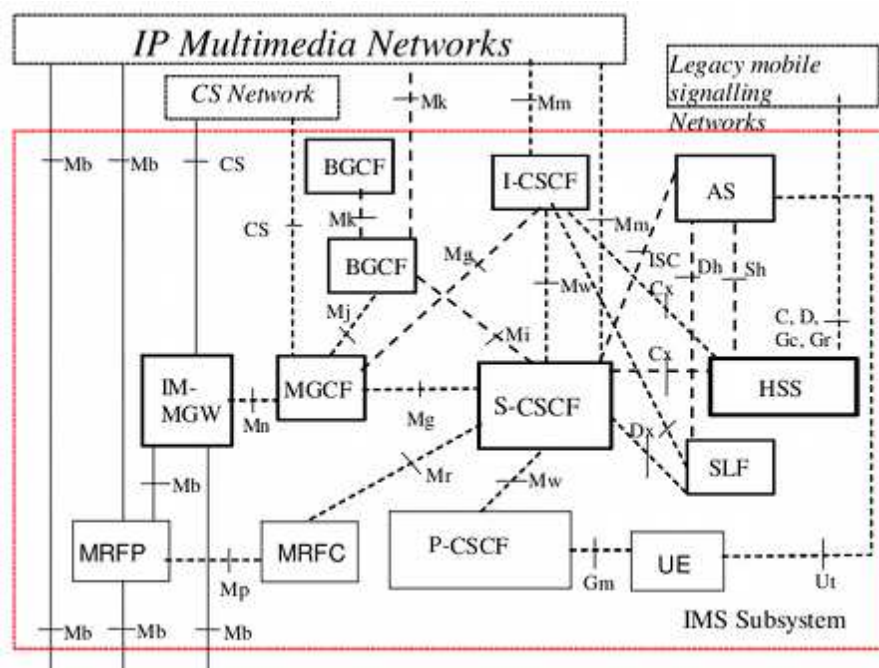 IP Multimedia Networks
CS Network
Legacy mobile
signalling
Networks
Mk
Mm
Mb
Mb
CS
BGCF
I-CSCF
AS
Mk
CS
Mm
BGCF
Mg
ISC
Dh
Sh
Mw
Cx
Mj
Mi
C, D,
Gc, Gr
Cx
IM-
MGW
MGCF
S-CSCF
HSS
Mn
Mg
Dx
SLF
Mr
Mw
Mb
MRFP
MRFC
P-CSCF
UE
Mp
Gm
Ut
IMS Subsystem
Mb
Mb
Mb